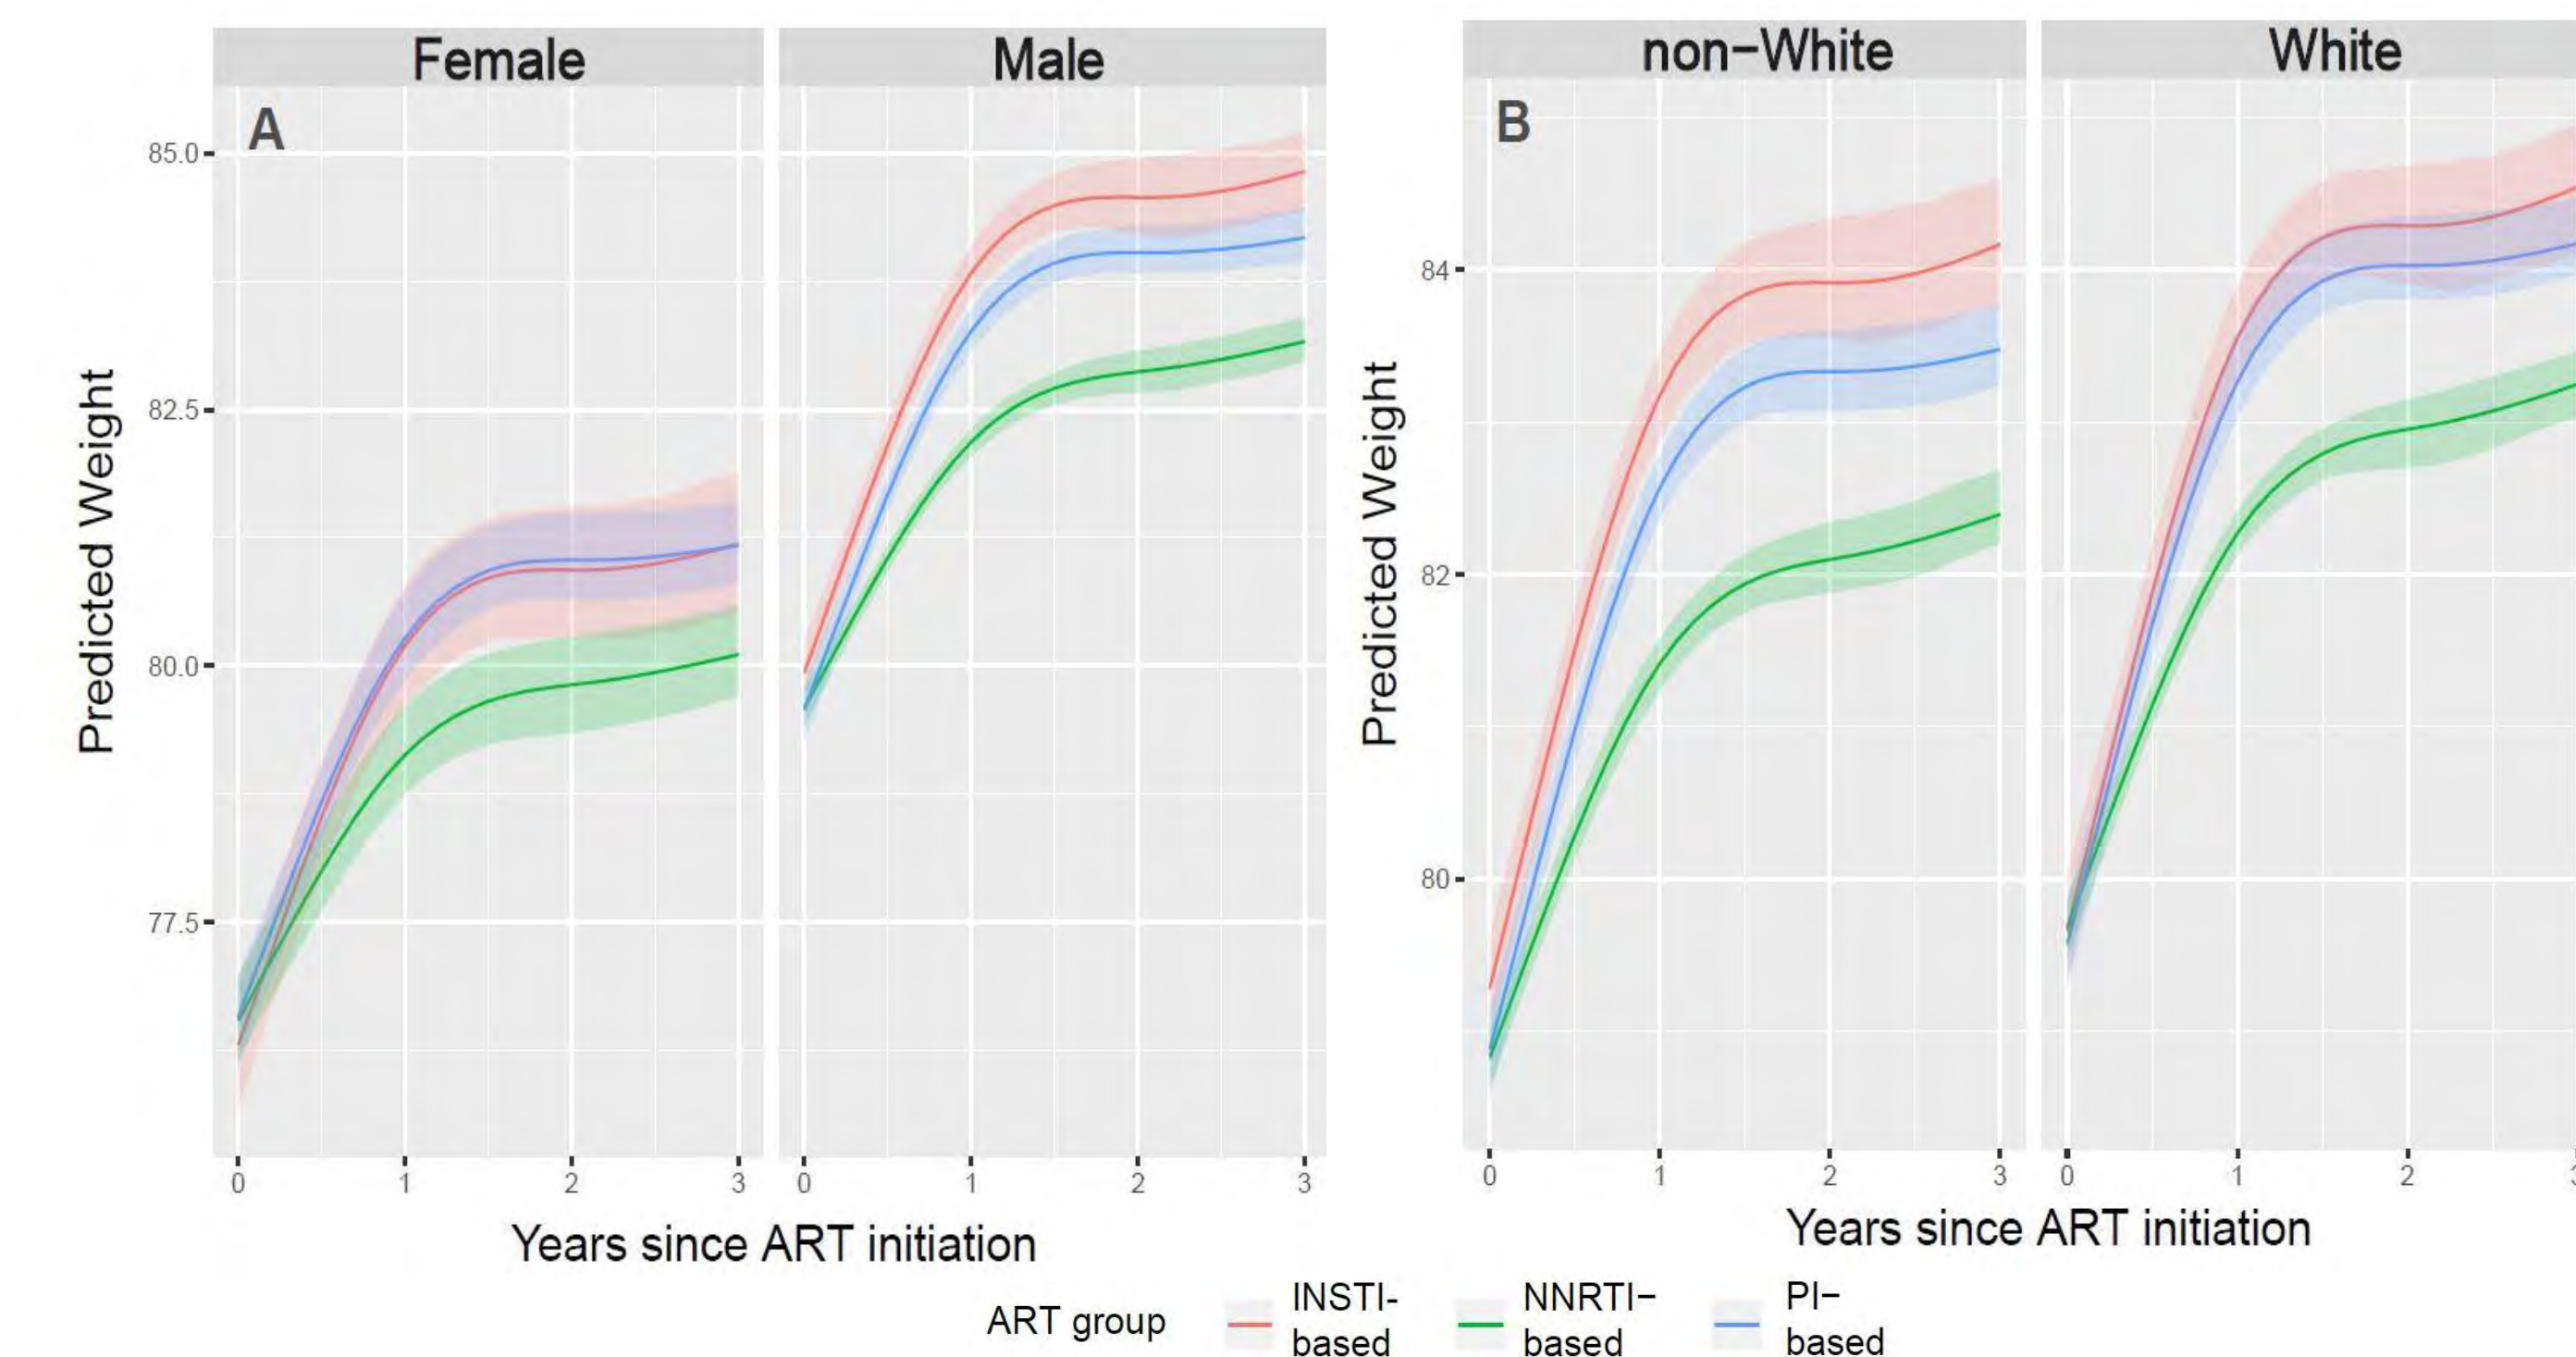 Female
Male
A
85.0
82.5
80.0
77.5
Predicted Weight
0 1 2 3
0 1 2 3
Years since ART initiation
non−White
White
B
84
82
80
Predicted Weight
0 1 2 3
0 1 2
Years since ART initiation
ART group
INSTI-
based
NNRTI−
based
PI−
based